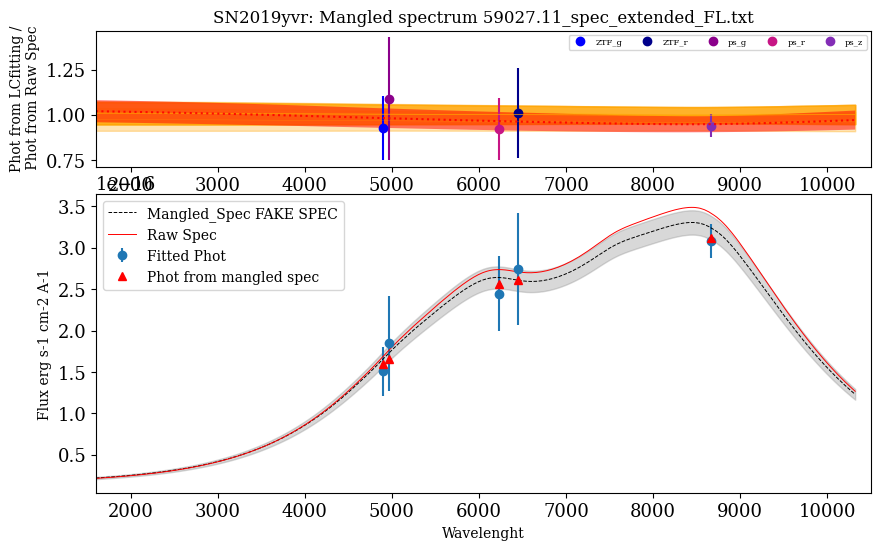 SN2019yvr: Mangled spectrum 59027.11_spec_extended_FL.txt
Phot from LCfitting /
Phot from Raw Spec
1.25
1.00
0.75
ZTF_g
ZTF_r
ps_g
ps_r
ps_z
2000
3000
4000
5000
6000
7000
8000
9000
10000
3.5
3.0
2.5
2.0
1.5
1.0
0.5
Flux erg s-1 cm-2 A-1
Mangled_Spec FAKE SPEC
Raw Spec
Fitted Phot
Phot from mangled spec
2000
3000
4000
5000
6000
7000
8000
9000
10000
Wavelenght